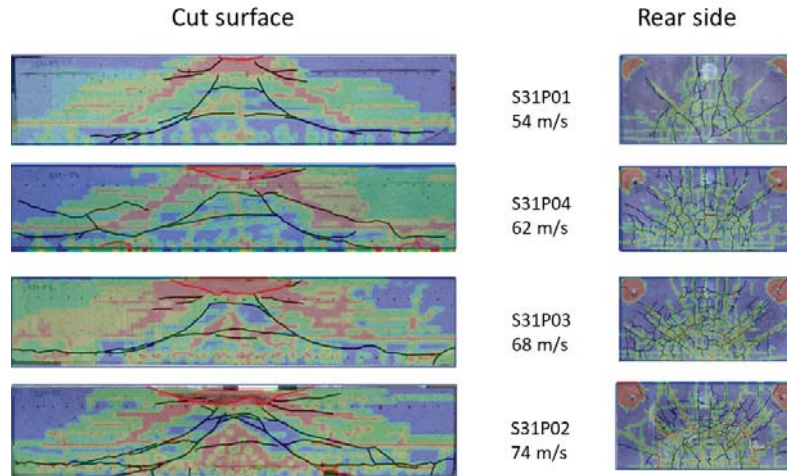 Cut surface
Rear side
S31P01
54 m/s
S31P04
62 m/s
S31P03
68 m/s
S31P02
74 m/s